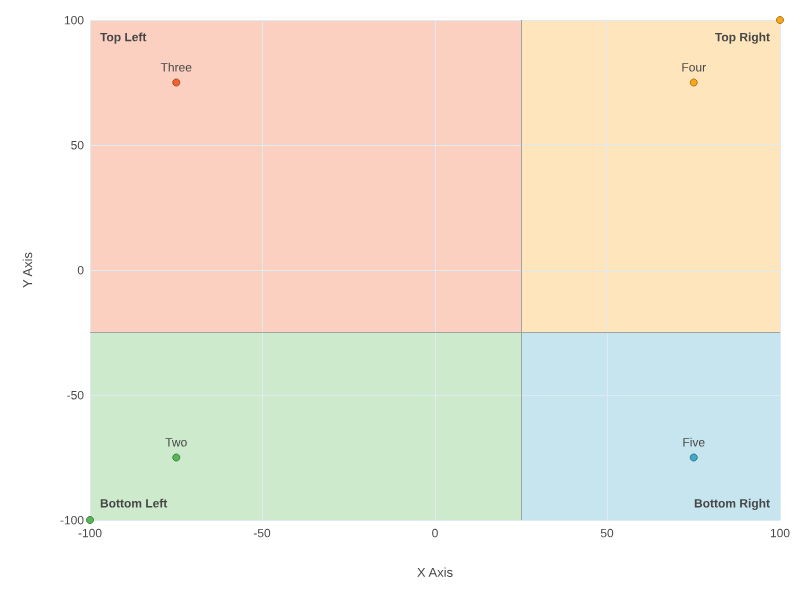 100
Top Left
Top Right
Three
Four
50
0
Y Axis
-50
Two
Five
Bottom Left
Bottom Right
-100
-100
-50
0
50
100
X Axis